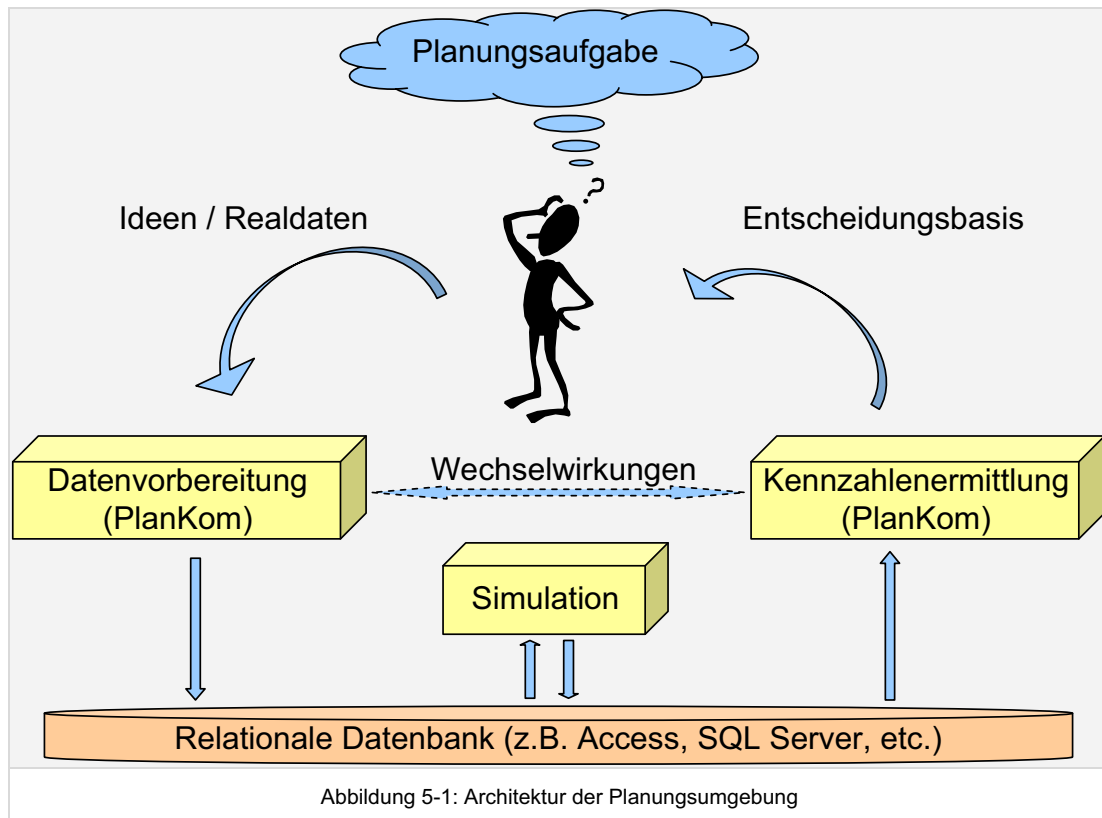 Planungsaufgabe
?
Ideen / Realdaten
Entscheidungsbasis
Datenvorbereitung
(PlanKom)
Wechselwirkungen
Kennzahlenermittlung
(PlanKom)
Simulation
Relationale Datenbank (z.B. Access, SQL Server, etc.)
Abbildung 5-1: Architektur der Planungsumgebung